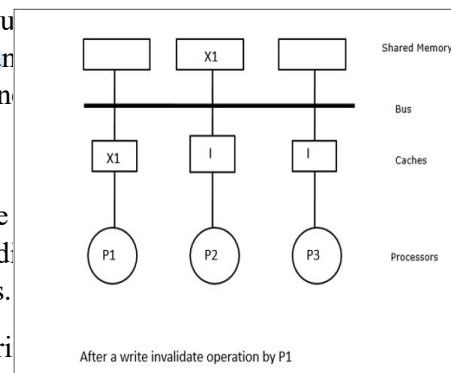 Shared Memory
X1
Bus
X1 I I
Caches
P1 P2 P3
Processors
After a write invalidate operation by P1